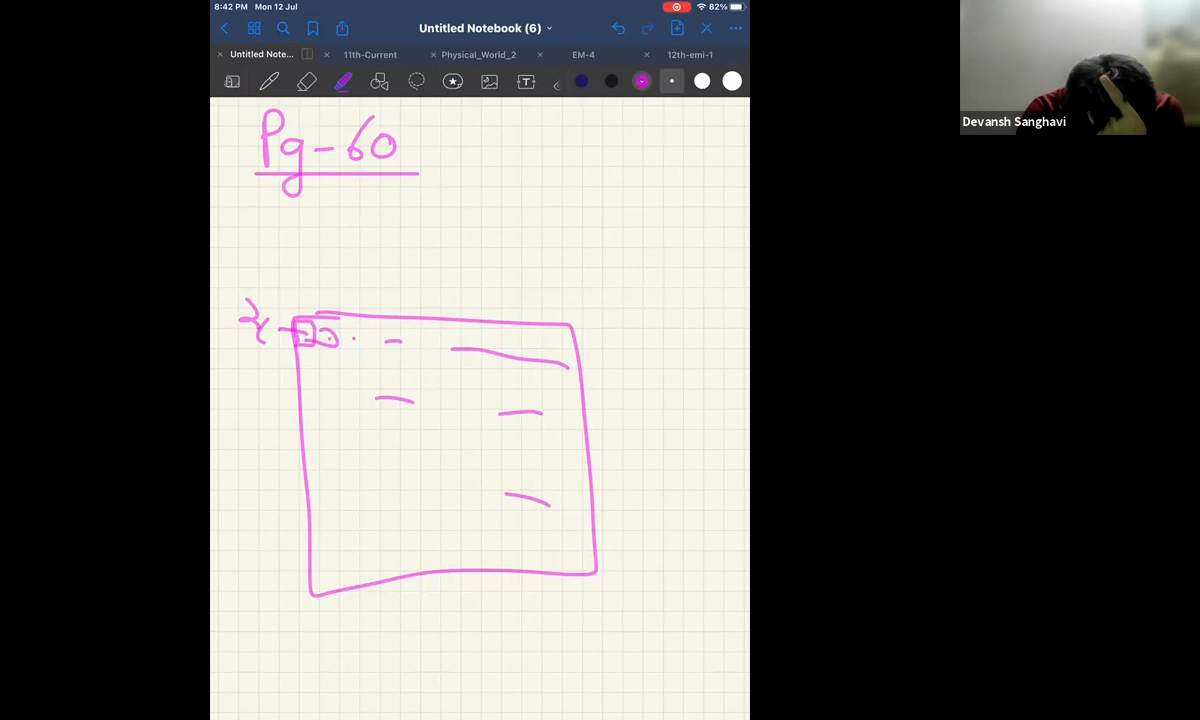 8:42 PM Mon 12 Jul 82%
Untitled Notebook (6)
Untitled Note... 11th-Current Physical_World_2 EM-4 12th-emi-1
Devansh Sanghavi
Pg-60